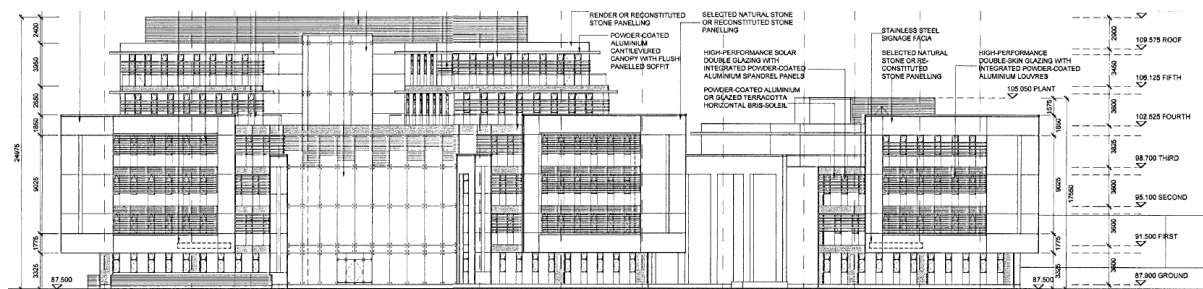 RENDER OR RECONSTITUTED
STONE PANELLING
POWDER-COATED
ALUMINIUM
CANTILEVERED
CANOPY WITH FLUSH
PANELLED SOFFIT
SELECTED NATURAL STONE
OR RECONSTITUTED STONE
PANELLING
HIGH-PERFORMANCE SOLAR
DOUBLE GLAZING WITH
INTEGRATED POWDER-COATED
ALUMINIUM SPANDREL PANELS
POWDER-COATED ALUMINIUM
OR GLAZED TERRACOTTA
HORIZONTAL BRIS-SOLEIL
STAINLESS STEEL
SIGNAGE FACIA
SELECTED NATURAL
STONE OR RE-
CONSTITUTED
STONE PANELLING
HIGH-PERFORMANCE
DOUBLE-SKIN GLAZING WITH
INTEGRATED POWDER-COATED
ALUMINIUM LOUVRES
105.050 PLANT
109.575 ROOF
106.125 FIFTH
102.525 FOURTH
98.700 THIRD
95.100 SECOND
91.500 FIRST
87.900 GROUND
2400
3950
2650
1850
9025
1775
3325
24975
87.500
87.500
1575
1850
9025
1775
3325
17550
2900
3450
3600
3825
3600
3600
3600